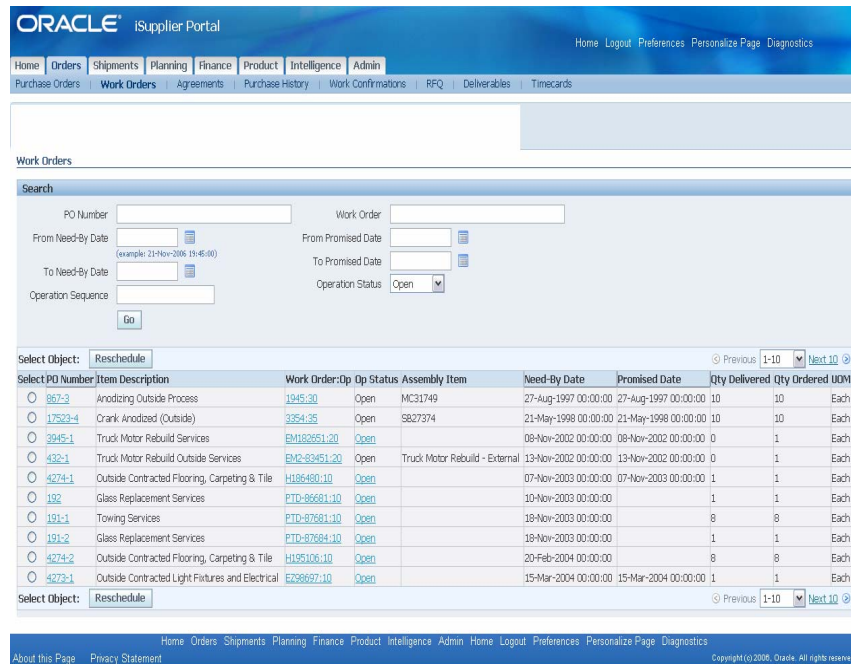 ORACLE® iSupplier Portal
Home Logout Preferences Personalize Page Diagnostics
Home Orders Shipments Planning Finance Product Intelligence Admin
Purchase Orders | Work Orders | Agreements | Purchase History | Work Confirmations | RFQ | Deliverables | Timecards
Work Orders
Search
PO Number Work Order
From Need-By Date From Promised Date
(example: 21-Nov-2006 19:45:00)
To Need-By Date To Promised Date
Operation Sequence Operation Status Open
Go
Select Object: Reschedule Previous 1-10 Next 10
Select PO Number Item Description Work Order:Op Op Status Assembly Item Need-By Date Promised Date Qty Delivered Qty Ordered UOM
867-3 Anodizing Outside Process 1945:30 Open MC31749 27-Aug-1997 00:00:00 27-Aug-1997 00:00:00 10 10 Each
17523-4 Crank Anodized (Outside) 3354:35 Open SB27374 21-May-1998 00:00:00 21-May-1998 00:00:00 10 10 Each
3945-1 Truck Motor Rebuild Services EM182651:20 Open 08-Nov-2002 00:00:00 08-Nov-2002 00:00:00 0 1 Each
432-1 Truck Motor Rebuild Outside Services EM2-83451:20 Open Truck Motor Rebuild - External 13-Nov-2002 00:00:00 13-Nov-2002 00:00:00 0 1 Each
4274-1 Outside Contracted Flooring, Carpeting & Tile H186480:10 Open 07-Nov-2003 00:00:00 07-Nov-2003 00:00:00 1 1 Each
192 Glass Replacement Services PTD-86681:10 Open 10-Nov-2003 00:00:00 1 1 Each
191-1 Towing Services PTD-87681:10 Open 18-Nov-2003 00:00:00 8 8 Each
191-2 Glass Replacement Services PTD-87684:10 Open 18-Nov-2003 00:00:00 1 1 Each
4274-2 Outside Contracted Flooring, Carpeting & Tile H195106:10 Open 20-Feb-2004 00:00:00 8 8 Each
4273-1 Outside Contracted Light Fixtures and Electrical EZ98697:10 Open 15-Mar-2004 00:00:00 15-Mar-2004 00:00:00 1 1 Each
Select Object: Reschedule Previous 1-10 Next 10
Home Orders Shipments Planning Finance Product Intelligence Admin Home Logout Preferences Personalize Page Diagnostics
About this Page Privacy Statement Copyright (c) 2006, Oracle. All rights reserve